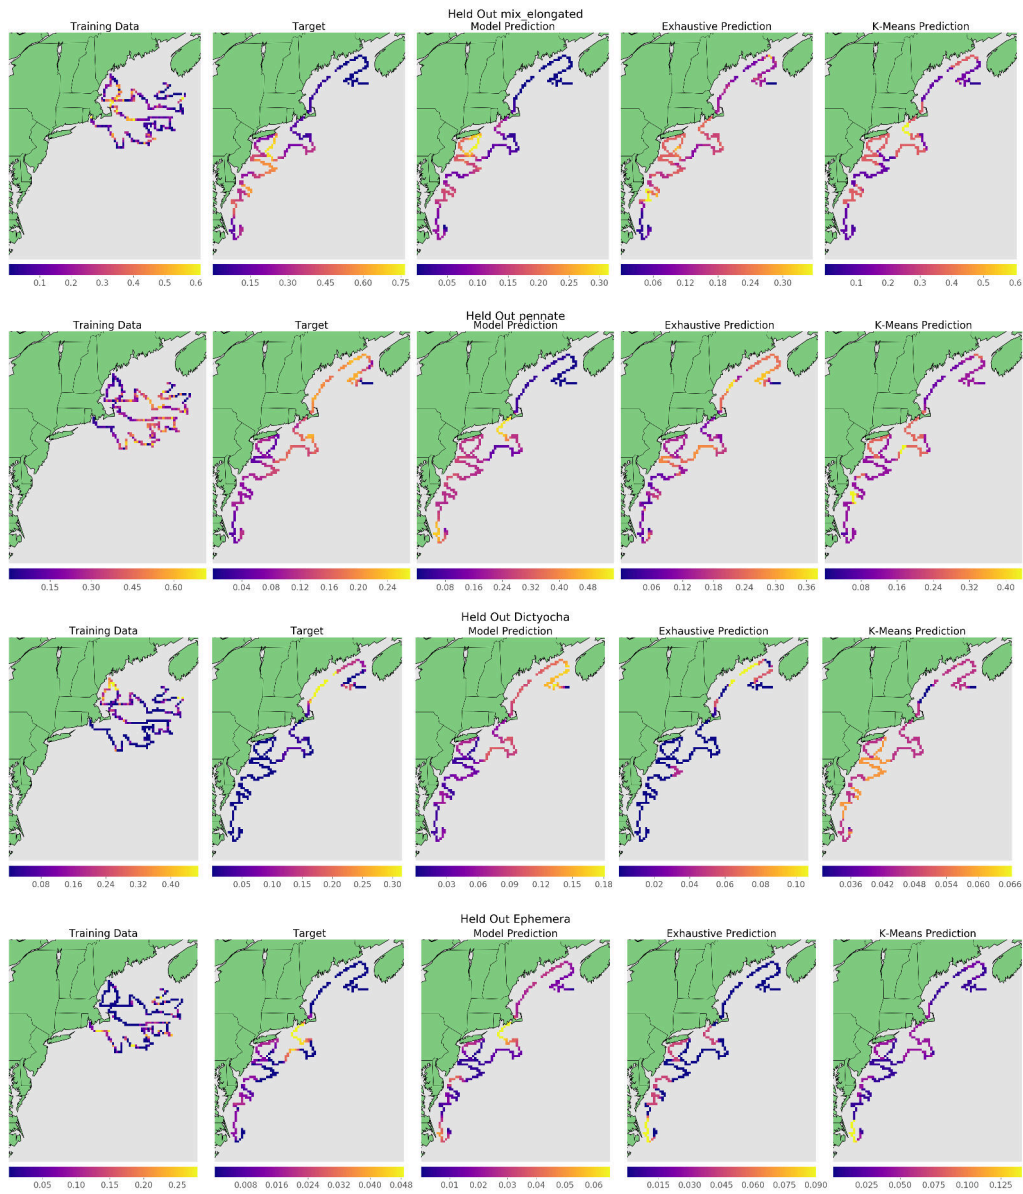 Held Out mix_elongated
Training Data Target Model Prediction Exhaustive Prediction K-Means Prediction
0.1 0.2 0.3 0.4 0.5 0.6 0.15 0.30 0.45 0.60 0.75 0.05 0.10 0.15 0.20 0.25 0.30 0.06 0.12 0.18 0.24 0.30 0.1 0.2 0.3 0.4 0.5 0.6
Held Out pennate
Training Data Target Model Prediction Exhaustive Prediction K-Means Prediction
0.15 0.30 0.45 0.60 0.04 0.08 0.12 0.16 0.20 0.24 0.08 0.16 0.24 0.32 0.40 0.48 0.06 0.12 0.18 0.24 0.30 0.36 0.08 0.16 0.24 0.32 0.40
Held Out Dictyocha
Training Data Target Model Prediction Exhaustive Prediction K-Means Prediction
0.08 0.16 0.24 0.32 0.40 0.05 0.10 0.15 0.20 0.25 0.30 0.03 0.06 0.09 0.12 0.15 0.18 0.02 0.04 0.06 0.08 0.10 0.036 0.042 0.048 0.054 0.060 0.066
Held Out Ephemera
Training Data Target Model Prediction Exhaustive Prediction K-Means Prediction
0.05 0.10 0.15 0.20 0.25 0.008 0.016 0.024 0.032 0.040 0.048 0.01 0.02 0.03 0.04 0.05 0.06 0.015 0.030 0.045 0.060 0.075 0.090 0.025 0.050 0.075 0.100 0.125